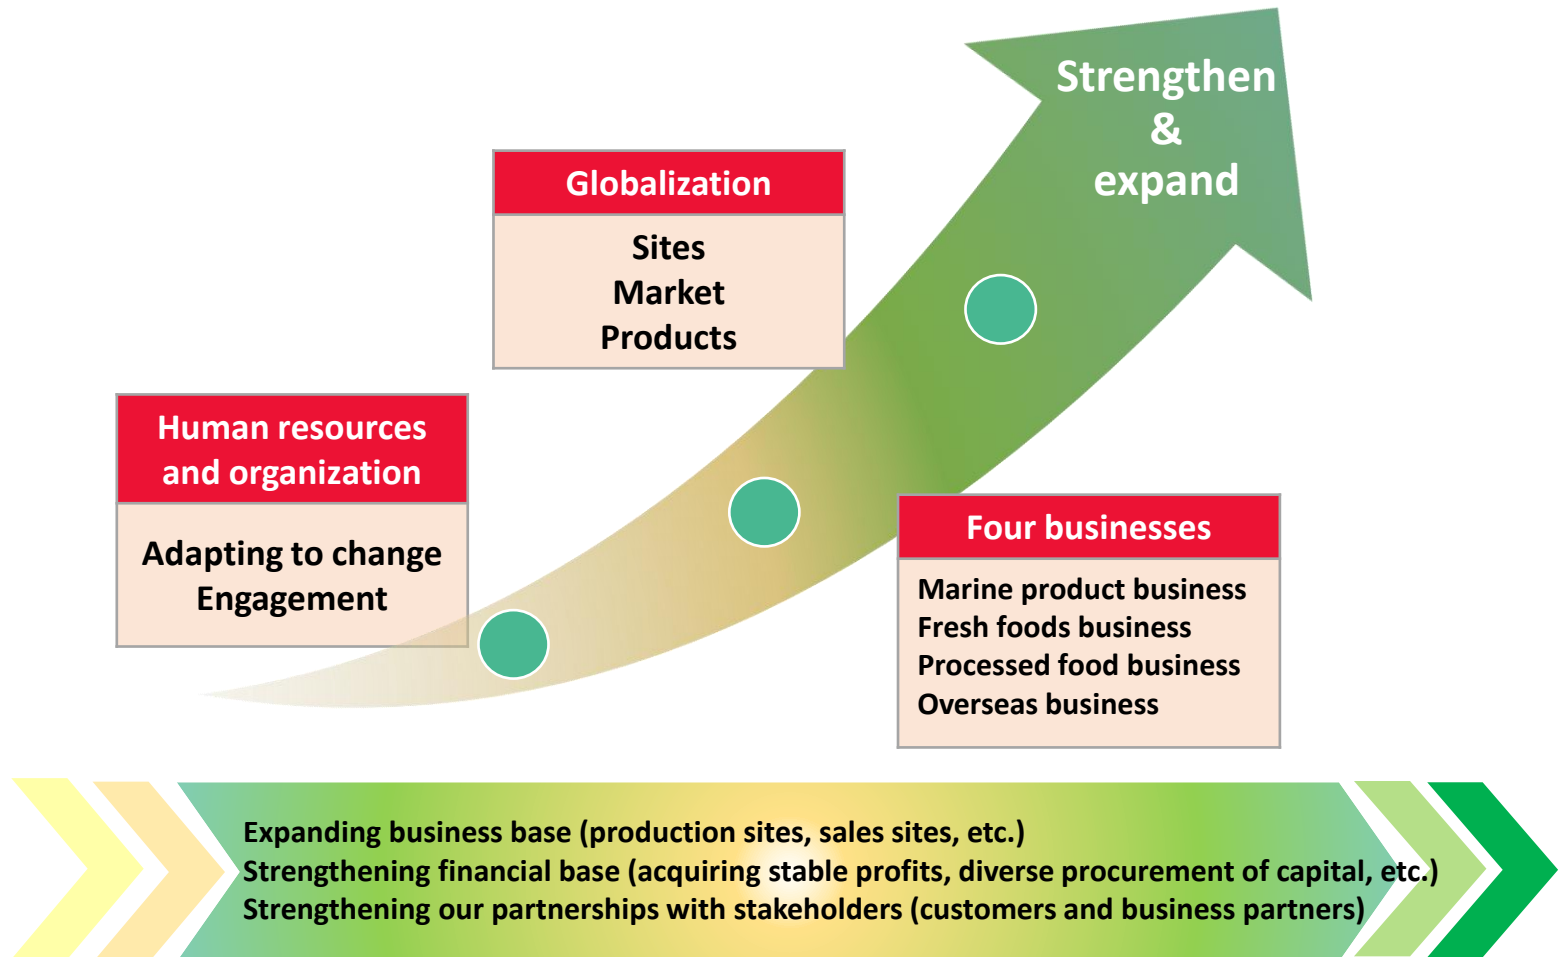 Strengthen
&
expand
Globalization
Sites
Market
Products
Human resources
and organization
Adapting to change
Engagement
Four businesses
Marine product business
Fresh foods business
Processed food business
Overseas business
Expanding business base (production sites, sales sites, etc.)
Strengthening financial base (acquiring stable profits, diverse procurement of capital, etc.)
Strengthening our partnerships with stakeholders (customers and business partners)